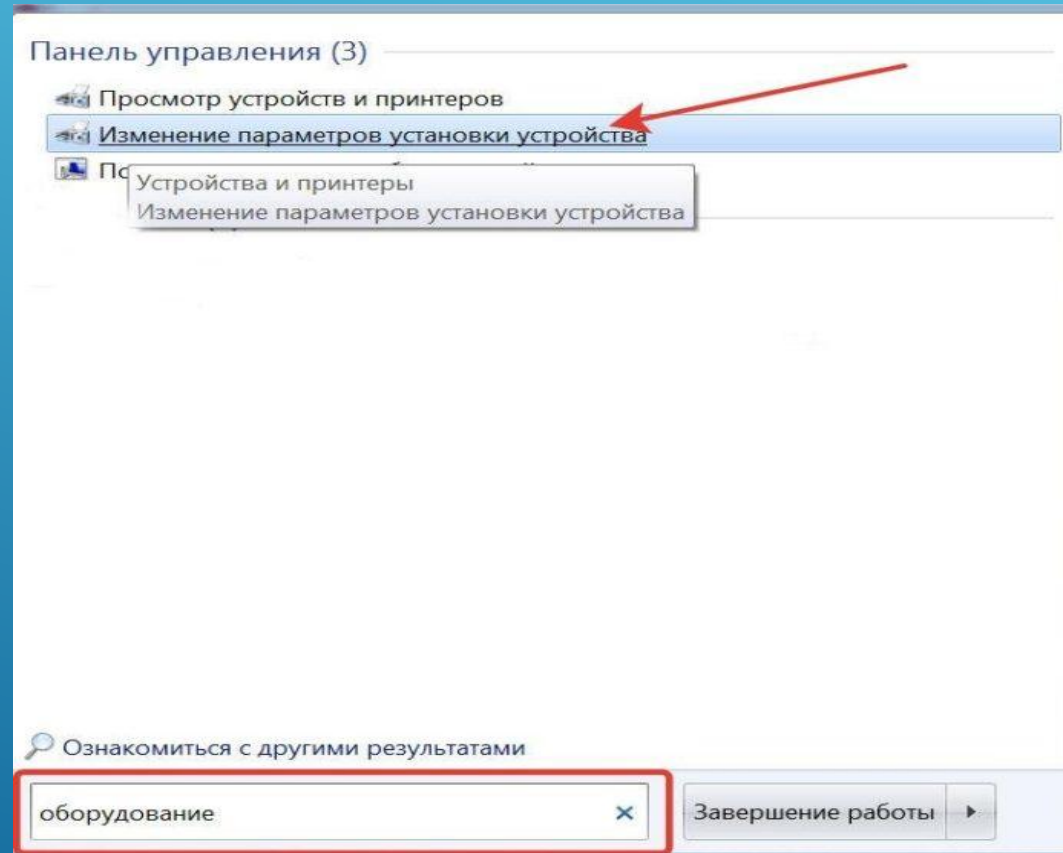 Панель управления (3)
Просмотр устройств и принтеров
Изменение параметров установки устройства
Устройства и принтеры
Изменение параметров установки устройства
Ознакомиться с другими результатами
оборудование
Завершение работы